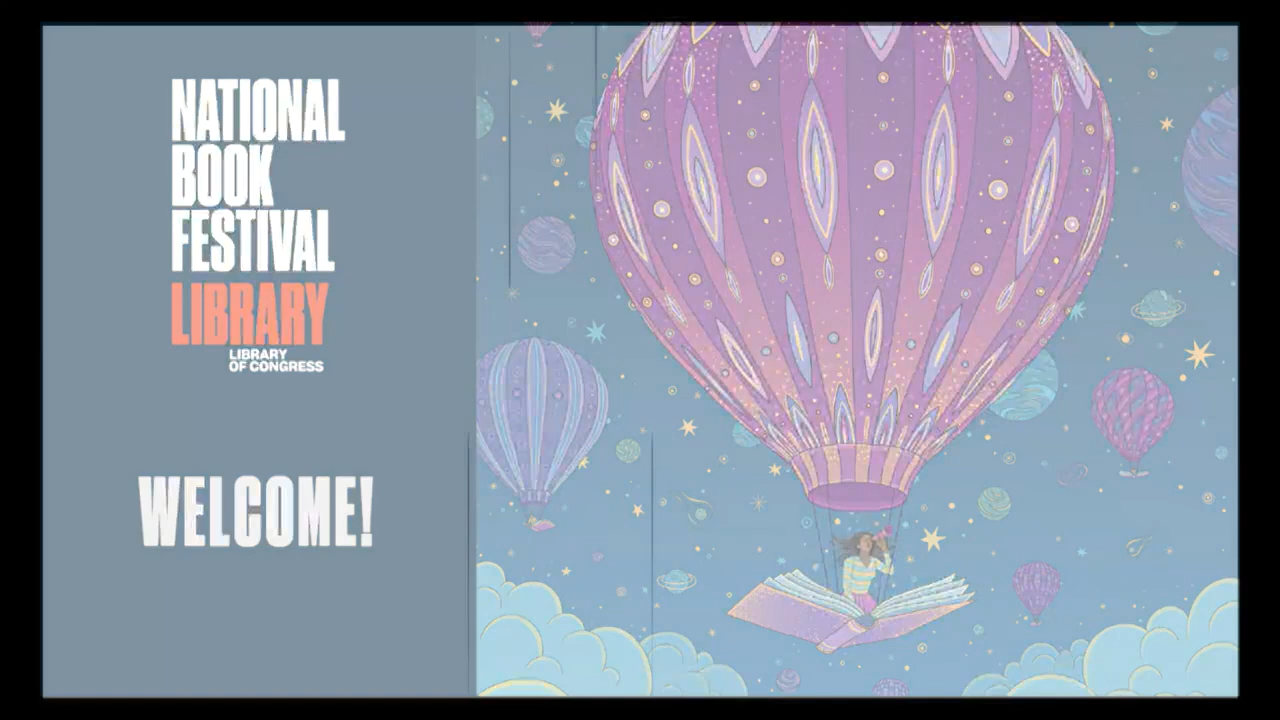 NATIONAL
BOOK
FESTIVAL
LIBRARY
LIBRARY
OF CONGRESS
WELCOME!